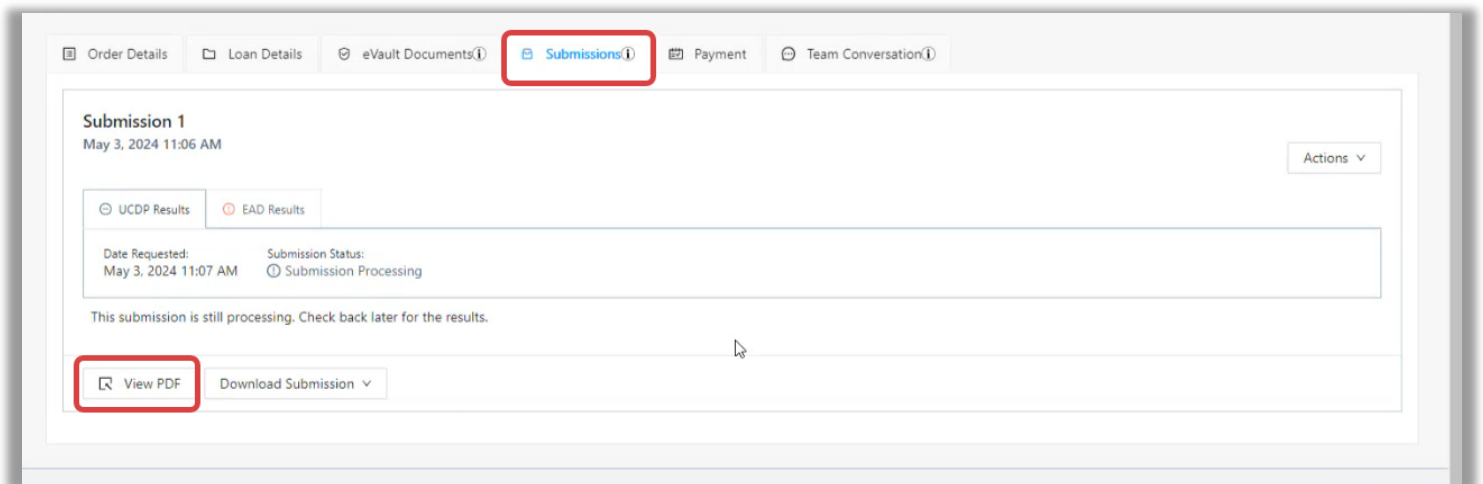 Order Details Loan Details eVault Documents Submissions Payment Team Conversation
Submission 1
May 3, 2024 11:06 AM
Actions
UCDP Results EAD Results
Date Requested: Submission Status:
May 3, 2024 11:07 AM Submission Processing
This submission is still processing. Check back later for the results.
View PDF Download Submission